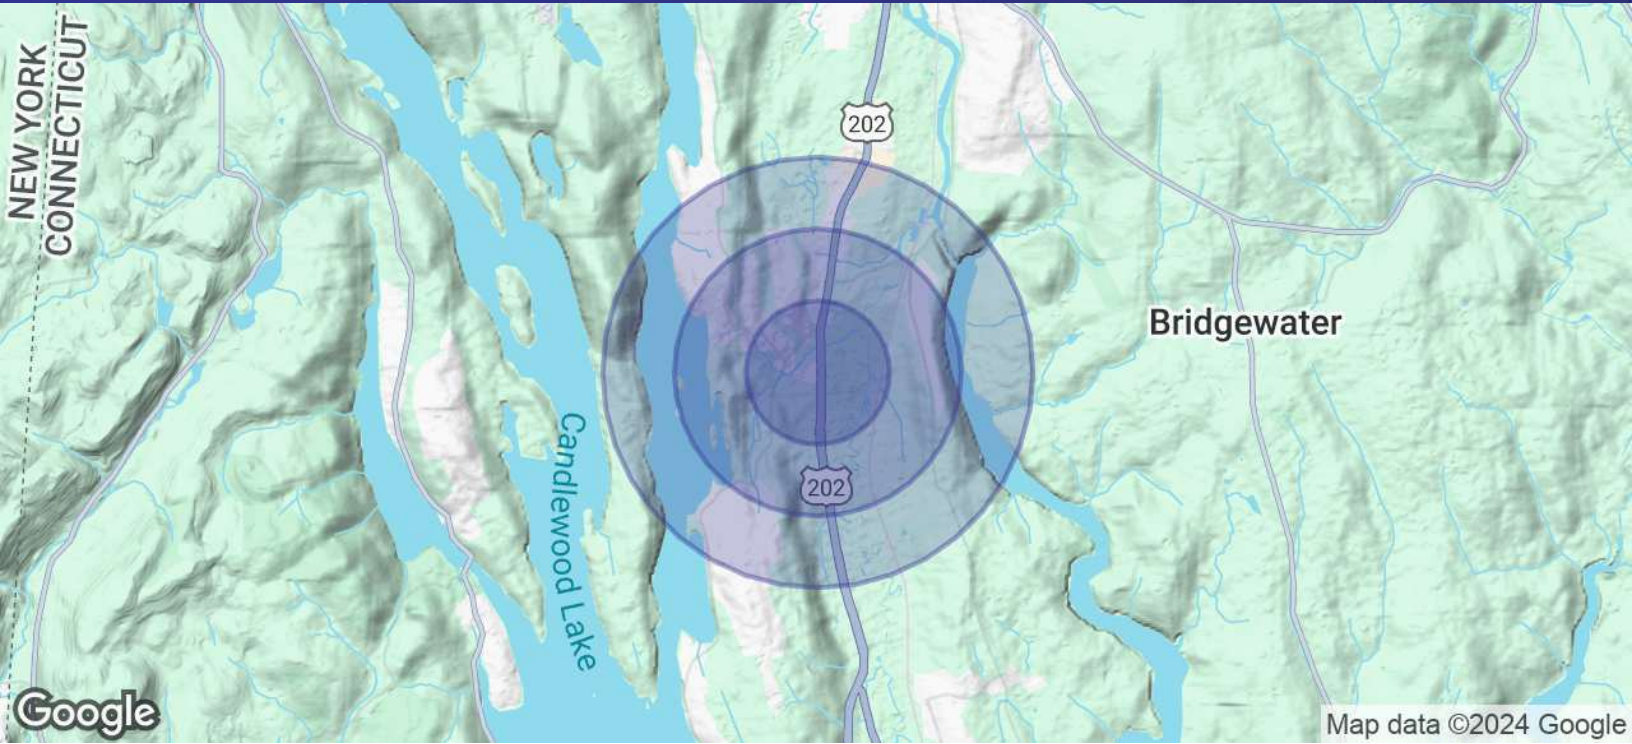 NEW YORK
CONNECTICUT
202
Bridgewater
Candlewood Lake
202
Google
Map data ©2024 Google